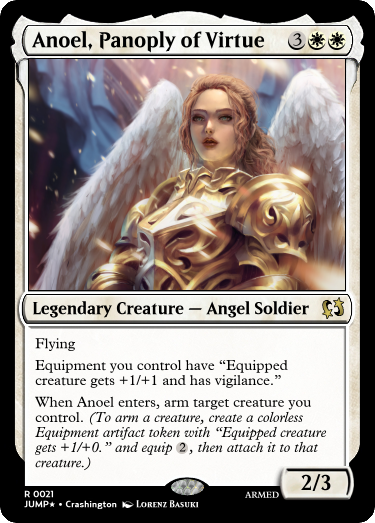 Anoel, Panoply of Virtue 3
Legendary Creature — Angel Soldier
Flying
Equipment you control have “Equipped
creature gets +1/+1 and has vigilance.”
When Anoel enters, arm target creature you
control. (To arm a creature, create a colorless
Equipment artifact token with “Equipped creature
gets +1/+0.” and equip 2, then attach it to that
creature.)
2/3
R 0021
JUMP★ • Crashington Lorenz Basuki
ARMED